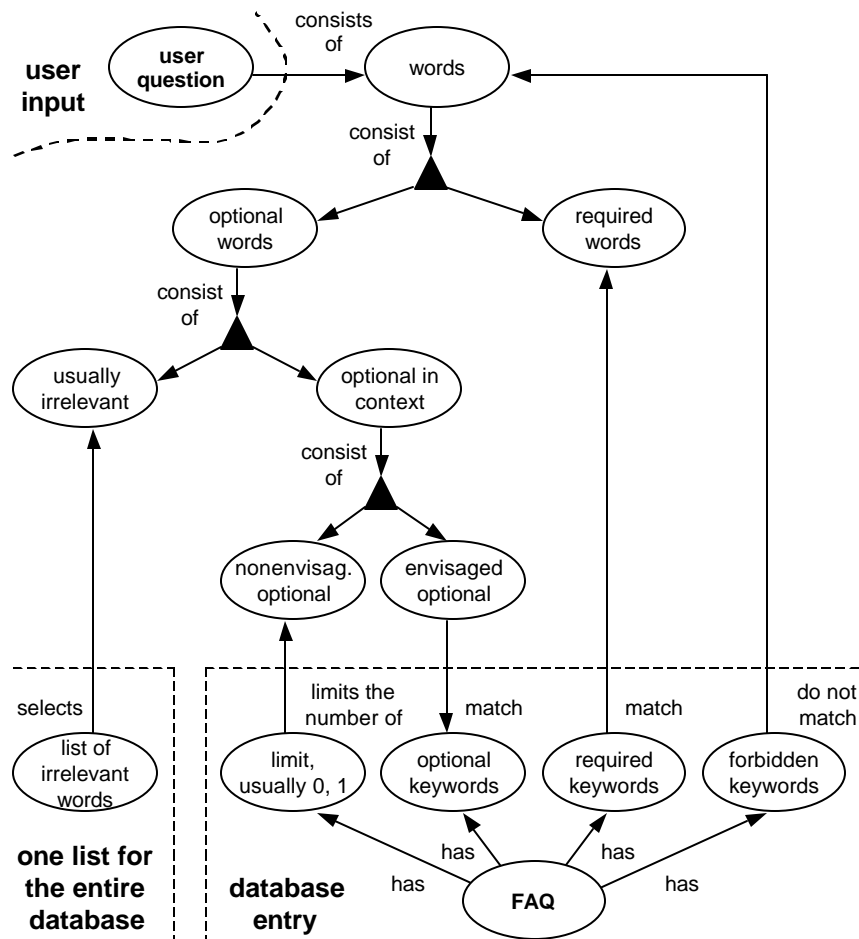 consists
of
user
question
words
user
input
consist
of
optional
words
required
words
consist
of
usually
irrelevant
optional in
context
consist
of
nonenvisag.
optional
envisaged
optional
selects
limits the
number of
match
match
do not
match
list of
irrelevant
words
limit,
usually 0, 1
optional
keywords
required
keywords
forbidden
keywords
one list for
the entire
database
database
entry
has
has
has
has
FAQ